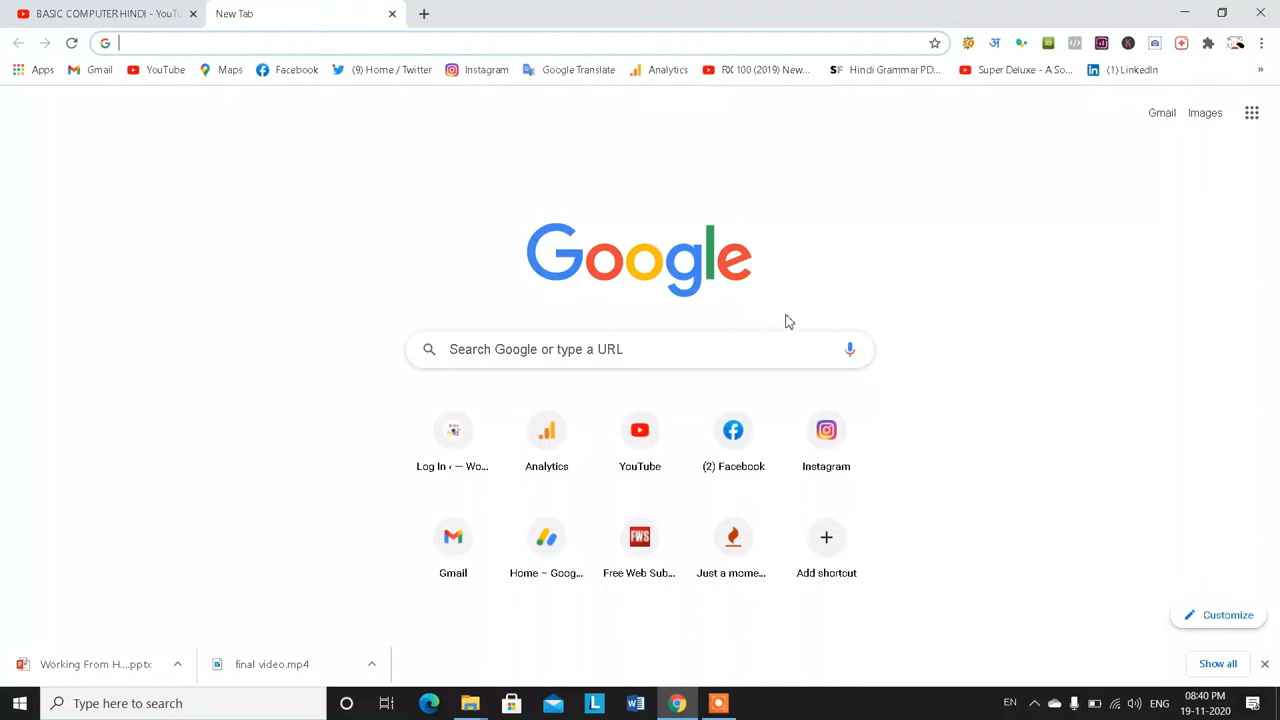 BASIC COMPUTER HINDI - YouTu
New Tab
Apps
Gmail
YouTube
Maps
Facebook
(9) Home / Twitter
Instagram
Google Translate
Analytics
RX 100 (2019) New...
SF Hindi Grammar PD...
Super Deluxe - A So...
(1) LinkedIn
»
Gmail Images
Google
Search Google or type a URL
Log In ‹ — Wo...
Analytics
YouTube
(2) Facebook
Instagram
FWS
Gmail
Home – Goog...
Free Web Sub...
Just a mome...
Add shortcut
Customize
Working From H....pptx
final video.mp4
Show all
Type here to search
EN
ENG
08:40 PM
19-11-2020